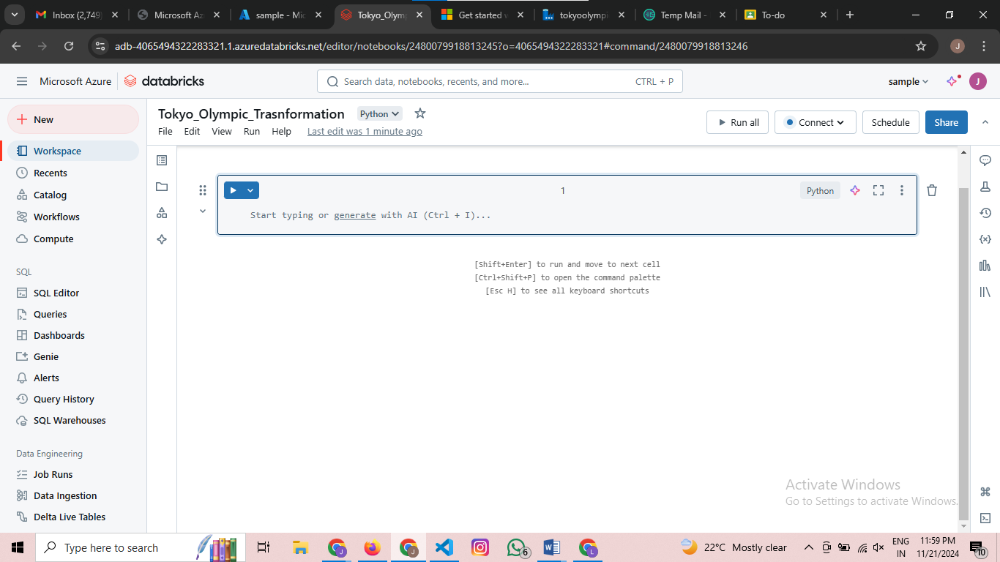 Inbox (2,749)
Microsoft Az
sample - Mic
Tokyo_Olymp
Get started w
tokyoolympi
Temp Mail -
To-do
adb-4065494322283321.1.azuredatabricks.net/editor/notebooks/2480079918813245?o=4065494322283321#command/2480079918813246
J
Microsoft Azure
databricks
Search data, notebooks, recents, and more...
CTRL + P
sample
J
New
Workspace
Recents
Catalog
Workflows
Compute
SQL
SQL Editor
Queries
Dashboards
Genie
Alerts
Query History
SQL Warehouses
Data Engineering
Job Runs
Data Ingestion
Delta Live Tables
Tokyo_Olympic_Trasnformation
Python
File Edit View Run Help Last edit was 1 minute ago
Run all
Connect
Schedule
Share
1
Python
Start typing or generate with AI (Ctrl + I)...
[Shift+Enter] to run and move to next cell
[Ctrl+Shift+P] to open the command palette
[Esc H] to see all keyboard shortcuts
Activate Windows
Go to Settings to activate Windows.
Type here to search
J
J
6
L
22°C Mostly clear
ENG
IN
11:59 PM
11/21/2024
10